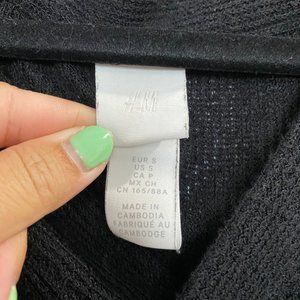 H&M
EUR S
US S
CA P
MX CH
CN 165/88A
MADE IN
CAMBODIA
FABRIQUÉ AU
CAMBODGE